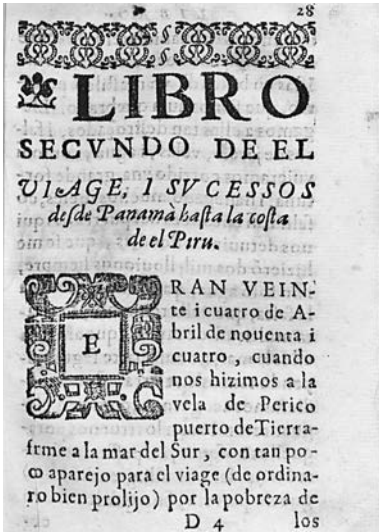 28
LIBRO
SECVNDO DE EL
VIAGE, I SVCESSOS
desde Panamà hasta la costa
de el Piru.
ERAN VEIN-
te i cuatro de A-
bril de nouenta i
cuatro, cuando
nos hizimos a la
vela de Perico
puerto de Tierra-
firme a la mar del Sur, con tan po-
co aparejo para el viage (de ordina-
ro bien prolijo) por la pobreza de
D 4 los